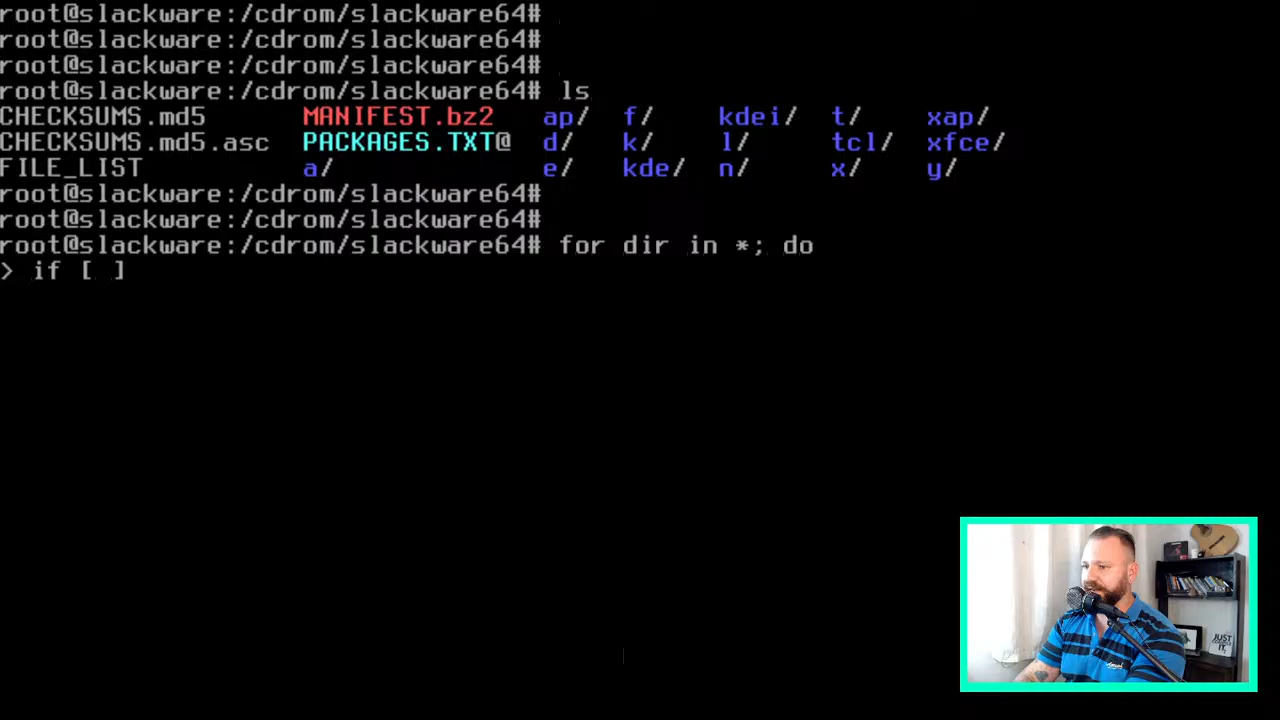 root@slackware:/cdrom/slackware64#
root@slackware:/cdrom/slackware64#
root@slackware:/cdrom/slackware64#
root@slackware:/cdrom/slackware64# ls
CHECKSUMS.md5 MANIFEST.bz2 ap/ f/ kdei/ t/ xap/
CHECKSUMS.md5.asc PACKAGES.TXT@ d/ k/ l/ tcl/ xfce/
FILE_LIST a/ e/ kde/ n/ x/ y/
root@slackware:/cdrom/slackware64#
root@slackware:/cdrom/slackware64#
root@slackware:/cdrom/slackware64# for dir in *; do
> if [ ]
JUST
IT.